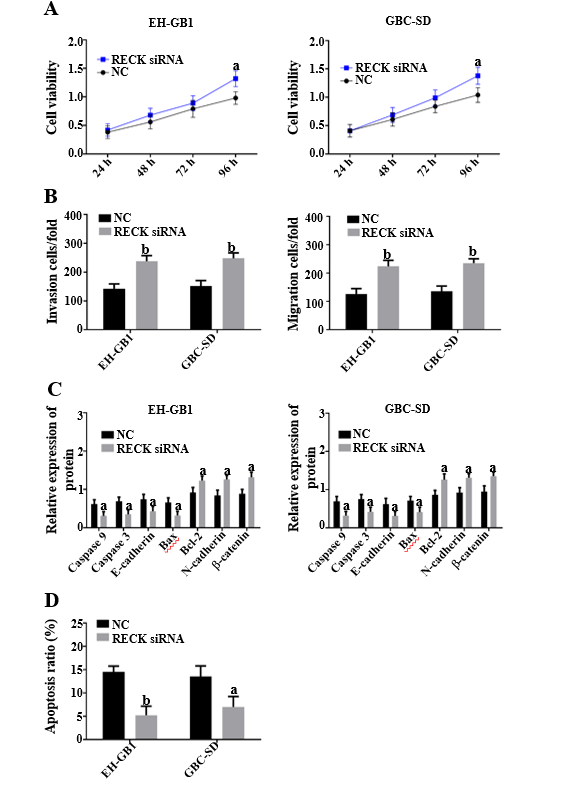 A
EH-GB1
GBC-SD
Cell viability
2.0
1.5
1.0
0.5
0.0
RECK siRNA
NC
a
24 h
48 h
72 h
96 h
Cell viability
2.0
1.5
1.0
0.5
0.0
RECK siRNA
NC
a
24 h
48 h
72 h
96 h
B
Invasion cells/fold
400
300
200
100
0
NC
RECK siRNA
b
b
EH-GB1
GBC-SD
Migration cells/fold
400
300
200
100
0
NC
RECK siRNA
b
b
EH-GB1
GBC-SD
C
EH-GB1
GBC-SD
Relative expression of
protein
3
2
1
0
NC
RECK siRNA
a
a
a
a
a
a
a
Caspase 9
Caspase 3
E-cadherin
Bax
Bcl-2
N-cadherin
β-catenin
Relative expression of
protein
3
2
1
0
NC
RECK siRNA
a
a
a
a
a
a
a
Caspase 9
Caspase 3
E-cadherin
Bax
Bcl-2
N-cadherin
β-catenin
D
Apoptosis ratio (%)
25
20
15
10
5
0
NC
RECK siRNA
b
a
EH-GB1
GBC-SD